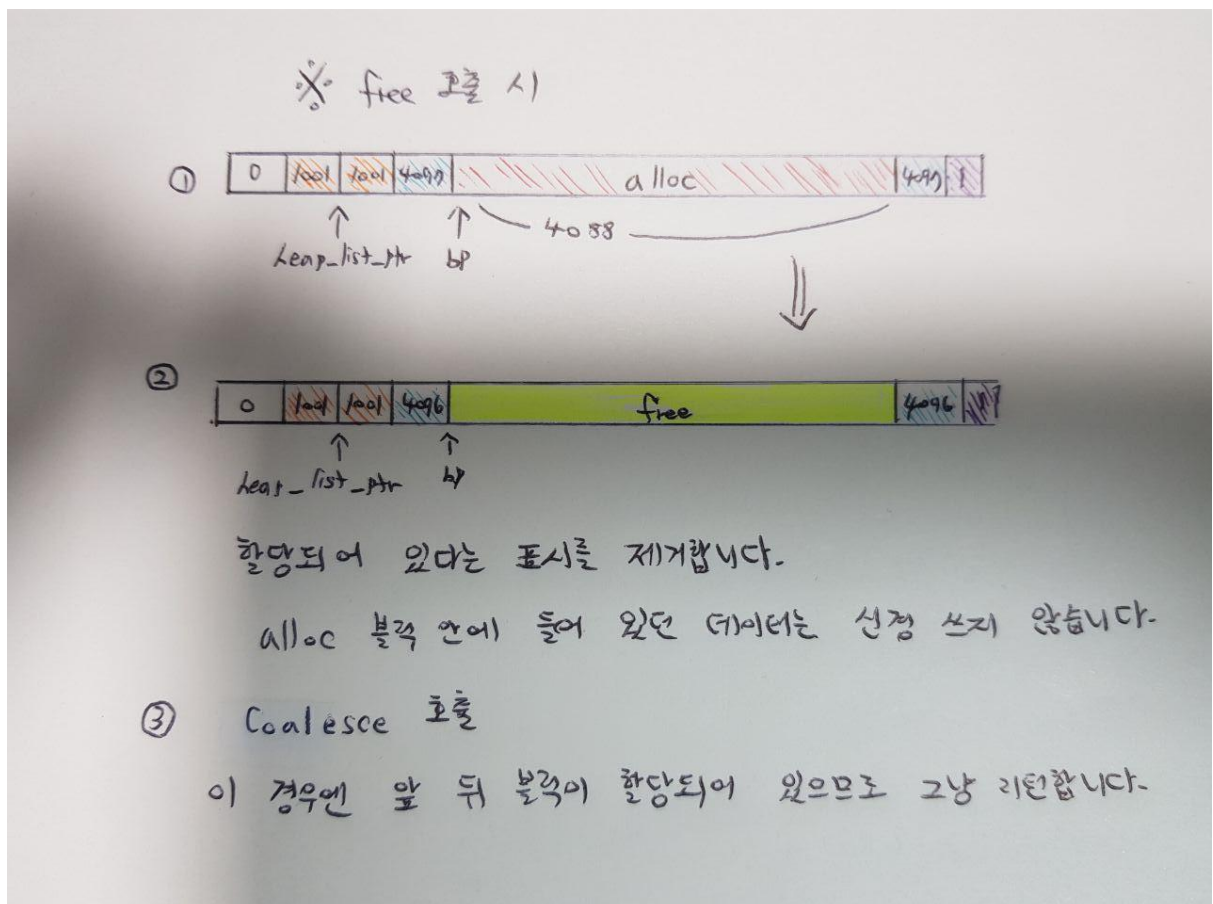 ※ free 호출 시
① 0 1001 1001 4097 alloc 4097 1
4088
heap_list_ptr bp
② 0 1001 1001 4096 free 4096
heap_list_ptr bp
할당되어 있다는 표시를 제거합니다.
alloc 블럭 안에 들어 있던 데이터는 신경 쓰지 않습니다.
③ Coalesce 호출
이 경우엔 앞 뒤 블럭이 할당되어 있으므로 그냥 리턴합니다.